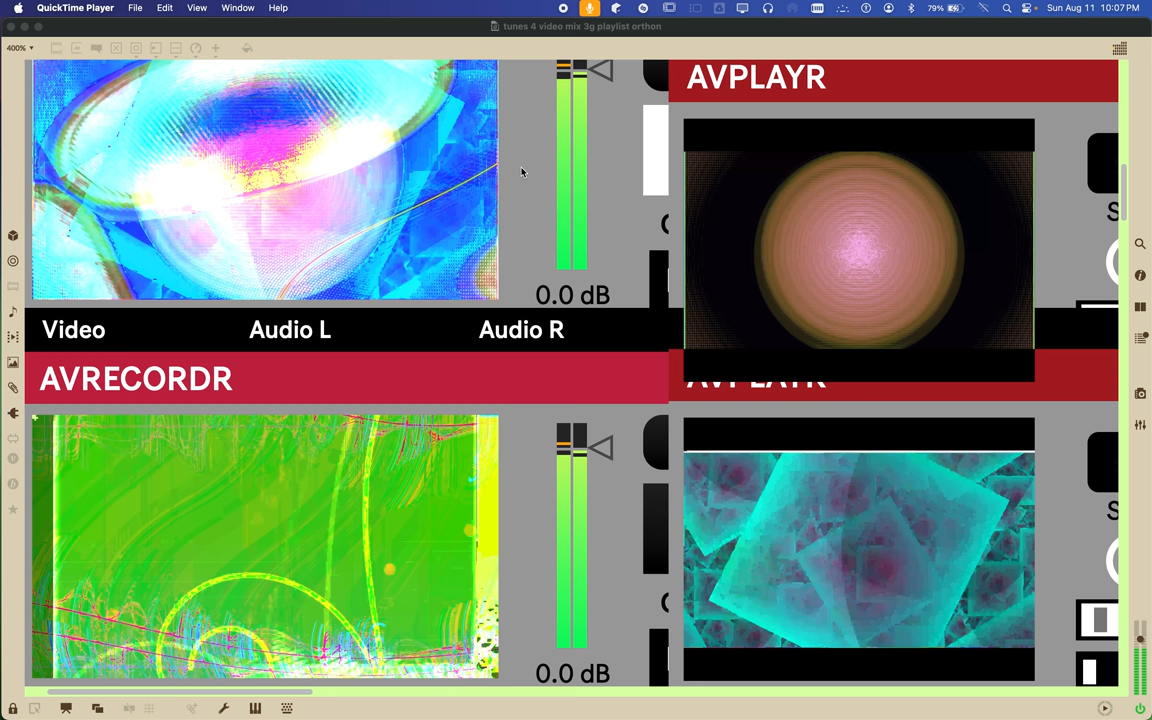 QuickTime Player File Edit View Window Help 79% Sun Aug 11 10:07 PM
tunes 4 video mix 3g playlist orthon
400%
AVPLAYR
0.0 dB
Video Audio L Audio R
AVRECORDR
AVPLAYR
0.0 dB